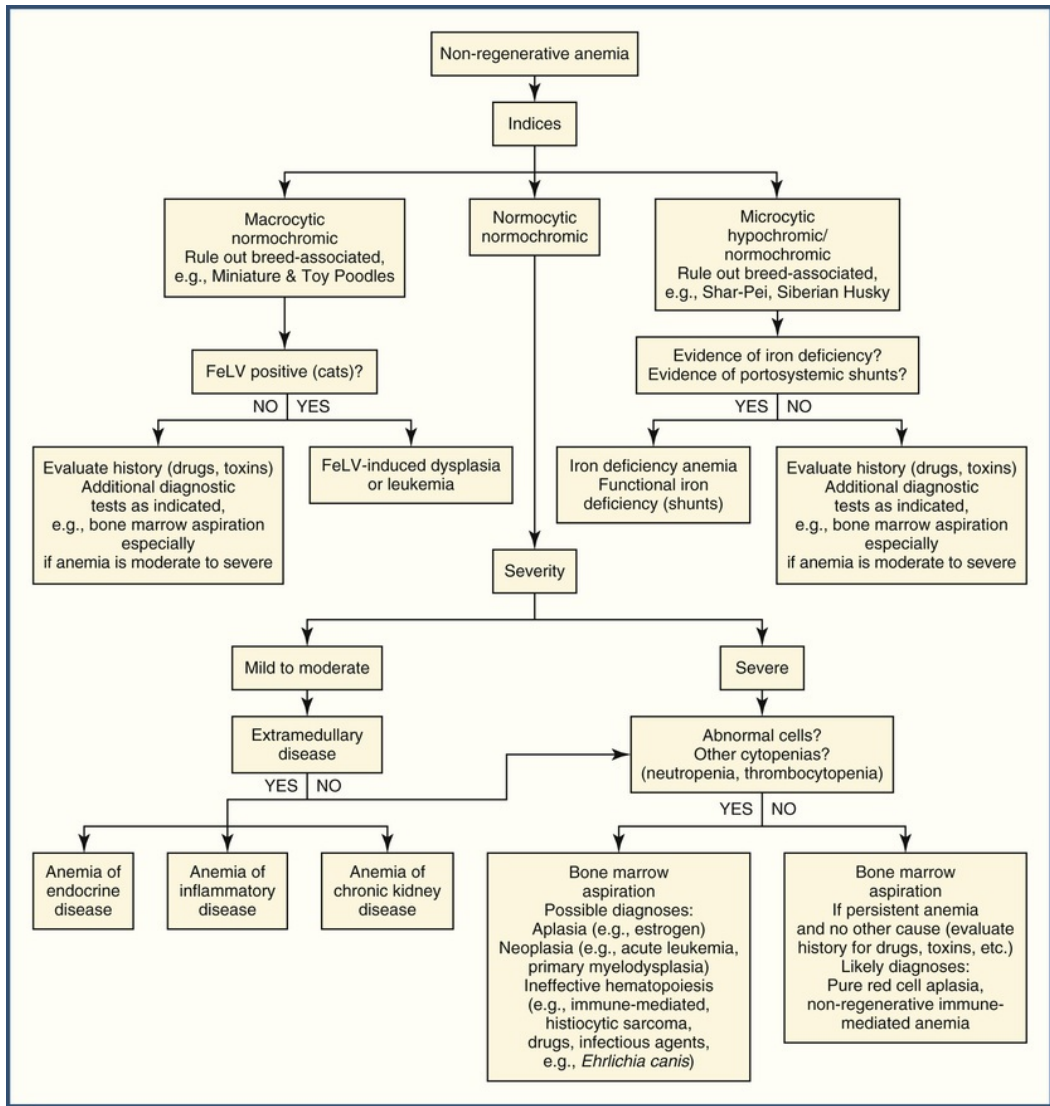 Non-regenerative anemia
Indices
Macrocytic
normochromic
Rule out breed-associated,
e.g., Miniature & Toy Poodles
Normocytic
normochromic
Microcytic
hypochromic/
normochromic
Rule out breed-associated,
e.g., Shar-Pei, Siberian Husky
FeLV positive (cats)?
NO YES
Evidence of iron deficiency?
Evidence of portosystemic shunts?
YES NO
Evaluate history (drugs, toxins)
Additional diagnostic
tests as indicated,
e.g., bone marrow aspiration
especially
if anemia is moderate to severe
FeLV-induced dysplasia
or leukemia
Iron deficiency anemia
Functional iron
deficiency (shunts)
Evaluate history (drugs, toxins)
Additional diagnostic
tests as indicated,
e.g., bone marrow aspiration
especially
if anemia is moderate to severe
Severity
Mild to moderate
Severe
Extramedullary
disease
YES NO
Abnormal cells?
Other cytopenias?
(neutropenia, thrombocytopenia)
YES NO
Anemia of
endocrine
disease
Anemia of
inflammatory
disease
Anemia of
chronic kidney
disease
Bone marrow
aspiration
Possible diagnoses:
Aplasia (e.g., estrogen)
Neoplasia (e.g., acute leukemia,
primary myelodysplasia)
Ineffective hematopoiesis
(e.g., immune-mediated,
histiocytic sarcoma,
drugs, infectious agents,
e.g., Ehrlichia canis)
Bone marrow
aspiration
If persistent anemia
and no other cause (evaluate
history for drugs, toxins, etc.)
Likely diagnoses:
Pure red cell aplasia,
non-regenerative immune-
mediated anemia